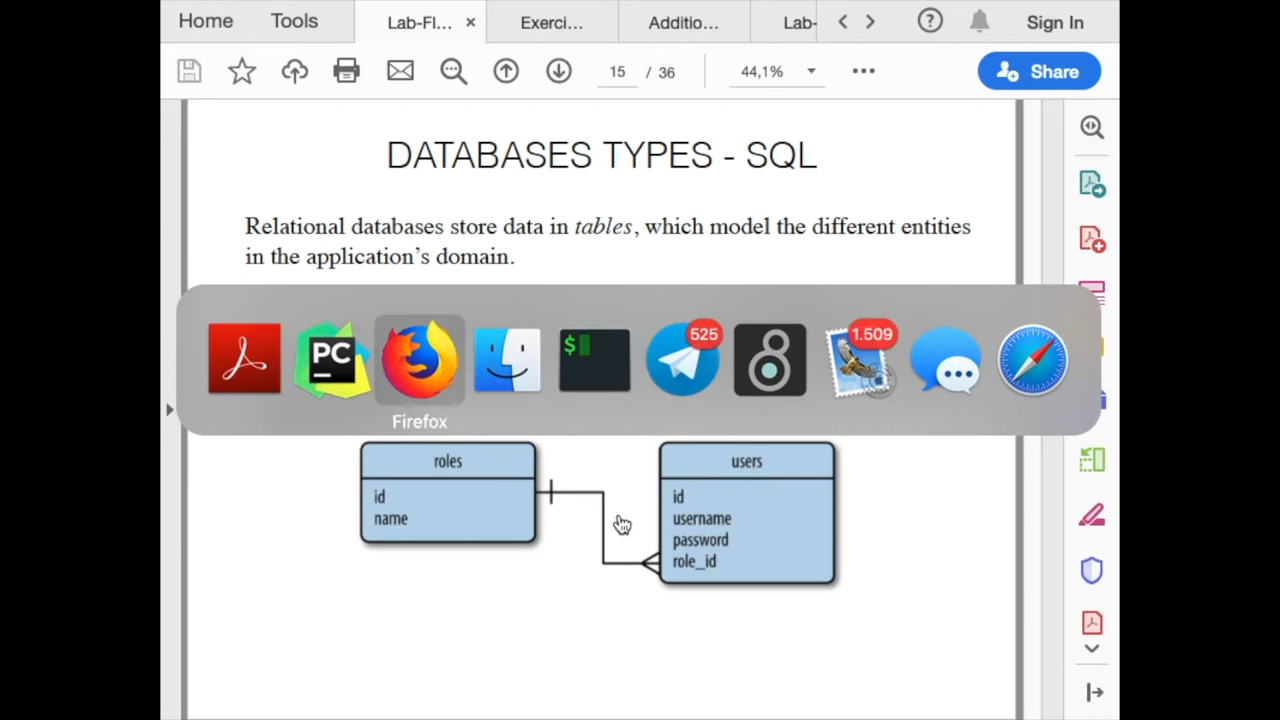 Home Tools Lab-Fl... × Exerci... Additio... Lab- Sign In
15 / 36 44,1% Share
DATABASES TYPES - SQL
Relational databases store data in tables, which model the different entities
in the application's domain.
PC $ 525 8 1.509
Firefox
roles
id
name
users
id
username
password
role_id